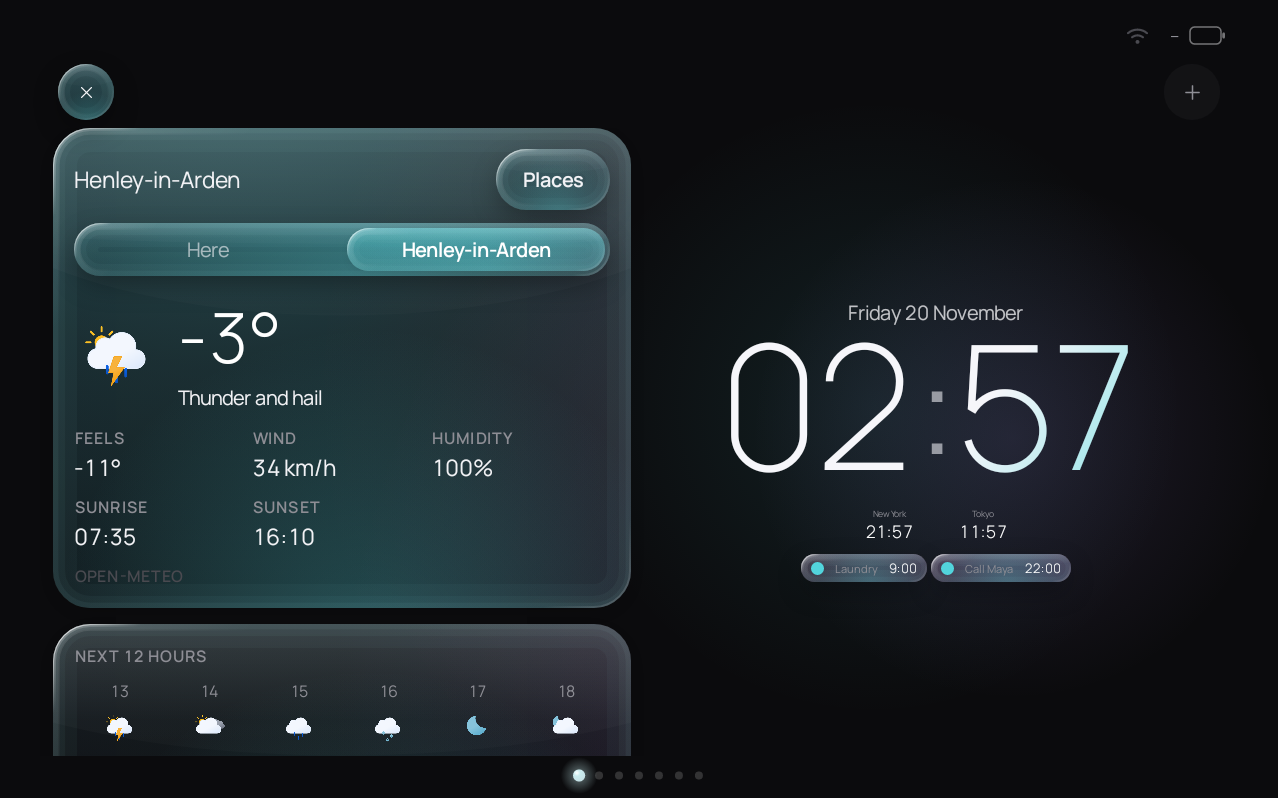 Henley-in-Arden
Places
Here
Henley-in-Arden
-3°
Thunder and hail
FEELS WIND HUMIDITY
-11° 34 km/h 100%
SUNRISE SUNSET
07:35 16:10
OPEN-METEO
NEXT 12 HOURS
13 14 15 16 17 18
Friday 20 November
02:57
New York Tokyo
21:57 11:57
Laundry 9:00 Call Maya 22:00